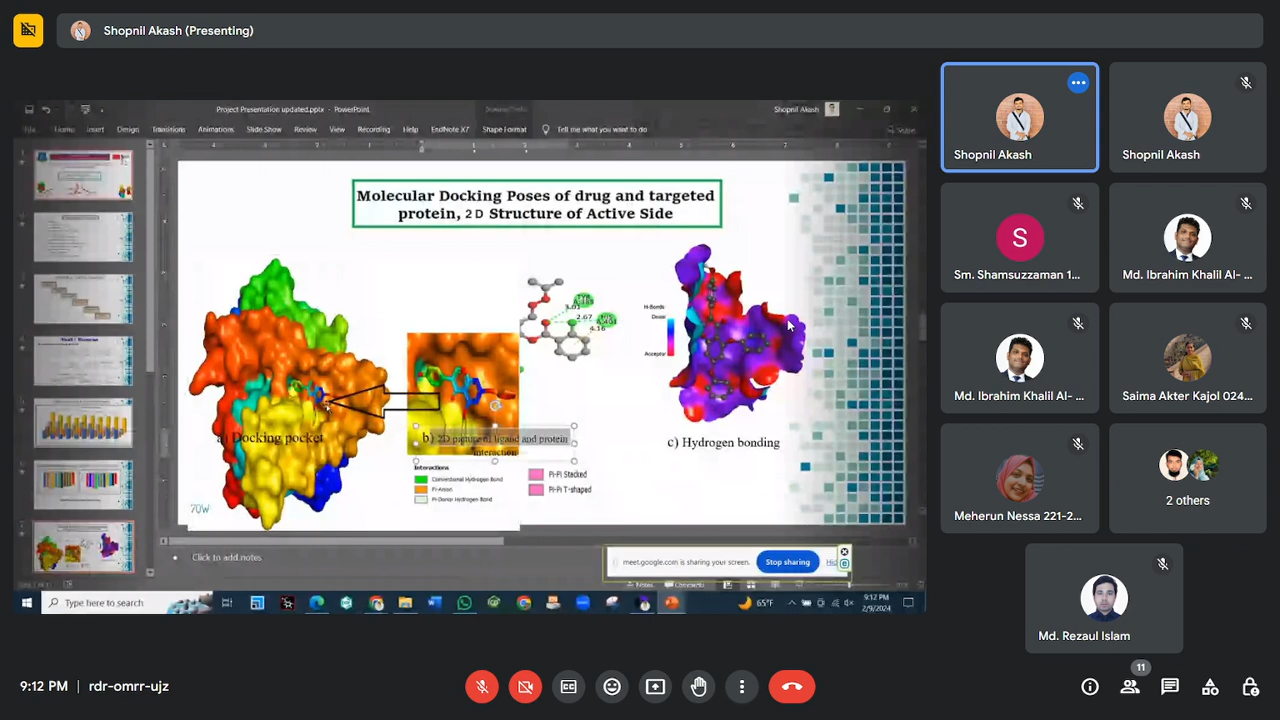 Shopnil Akash (Presenting)
Project Presentation updated.pptx - PowerPoint
Shopnil Akash
File Home Insert Design Transitions Animations Slide Show Review View Recording Help EndNote X7 Shape Format Tell me what you want to do
Molecular Docking Poses of drug and targeted
protein, 2D Structure of Active Side
3.01
2.67
4.16
H-Bonds
Donor
Acceptor
a) Docking pocket
b) 2D picture of ligand and protein
interaction
c) Hydrogen bonding
Interactions
Conventional Hydrogen Bond
Pi-Donor Hydrogen Bond
Pi-Pi Stacked
Pi-Pi T-shaped
70W
Click to add notes
meet.google.com is sharing your screen.
Stop sharing
Notes
Comments
Type here to search
65°F
9:12 PM
2/9/2024
Shopnil Akash
Shopnil Akash
S
Sm. Shamsuzzaman 1...
Md. Ibrahim Khalil Al- ...
Md. Ibrahim Khalil Al- ...
Saima Akter Kajol 024...
Meherun Nessa 221-2...
2 others
Md. Rezaul Islam
9:12 PM | rdr-omrr-ujz
11